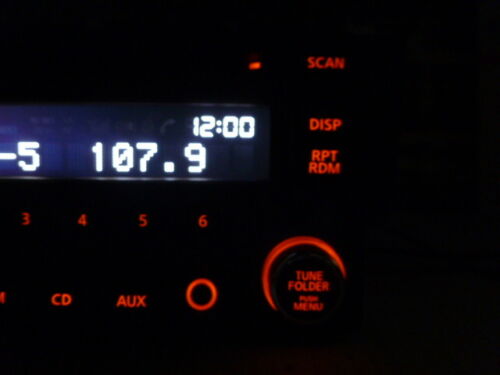 SCAN
12:00
DISP
-5 107.9
RPT
RDM
3 4 5 6
TUNE
FOLDER
PUSH
MENU
CD AUX